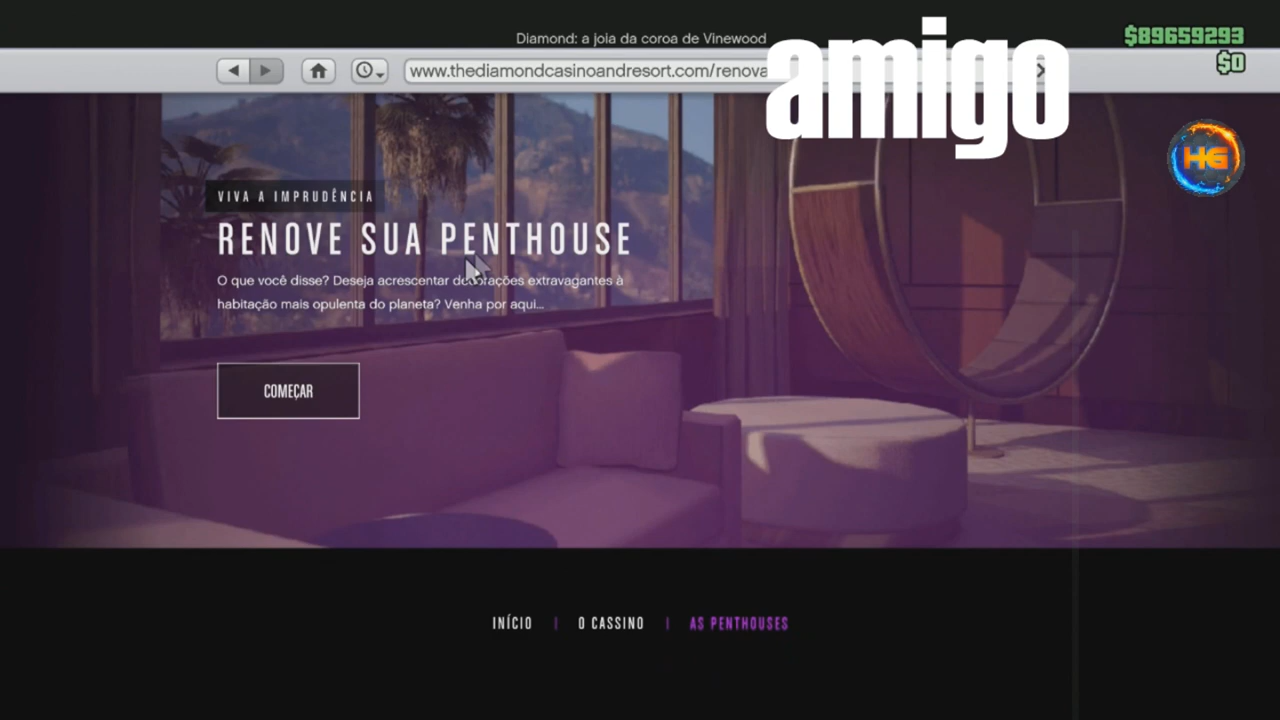 Diamond: a joia da coroa de Vinewood
amigo
$89659293
$0
www.thediamondcasinoandresort.com/renova
HG
VIVA A IMPRUDÊNCIA
RENOVE SUA PENTHOUSE
O que você disse? Deseja acrescentar decorações extravagantes à
habitação mais opulenta do planeta? Venha por aqui...
COMEÇAR
INÍCIO | O CASSINO | AS PENTHOUSES